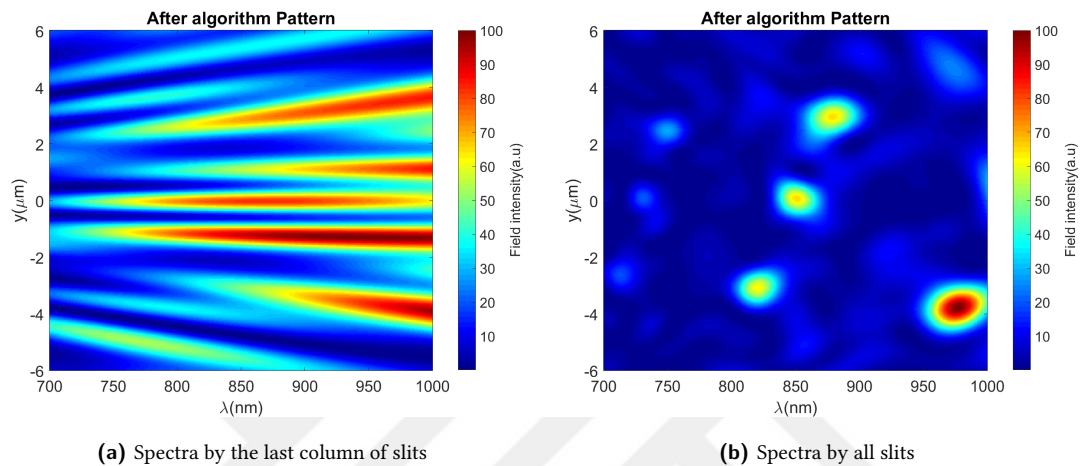 After algorithm Pattern
6
4
2
0
-2
-4
-6
y(μm)
700 750 800 850 900 950 1000
λ(nm)
100
90
80
70
60
50
40
30
20
10
Field intensity(a.u)
(a) Spectra by the last column of slits
After algorithm Pattern
6
4
2
0
-2
-4
-6
y(μm)
700 750 800 850 900 950 1000
λ(nm)
100
90
80
70
60
50
40
30
20
10
Field intensity(a.u)
(b) Spectra by all slits